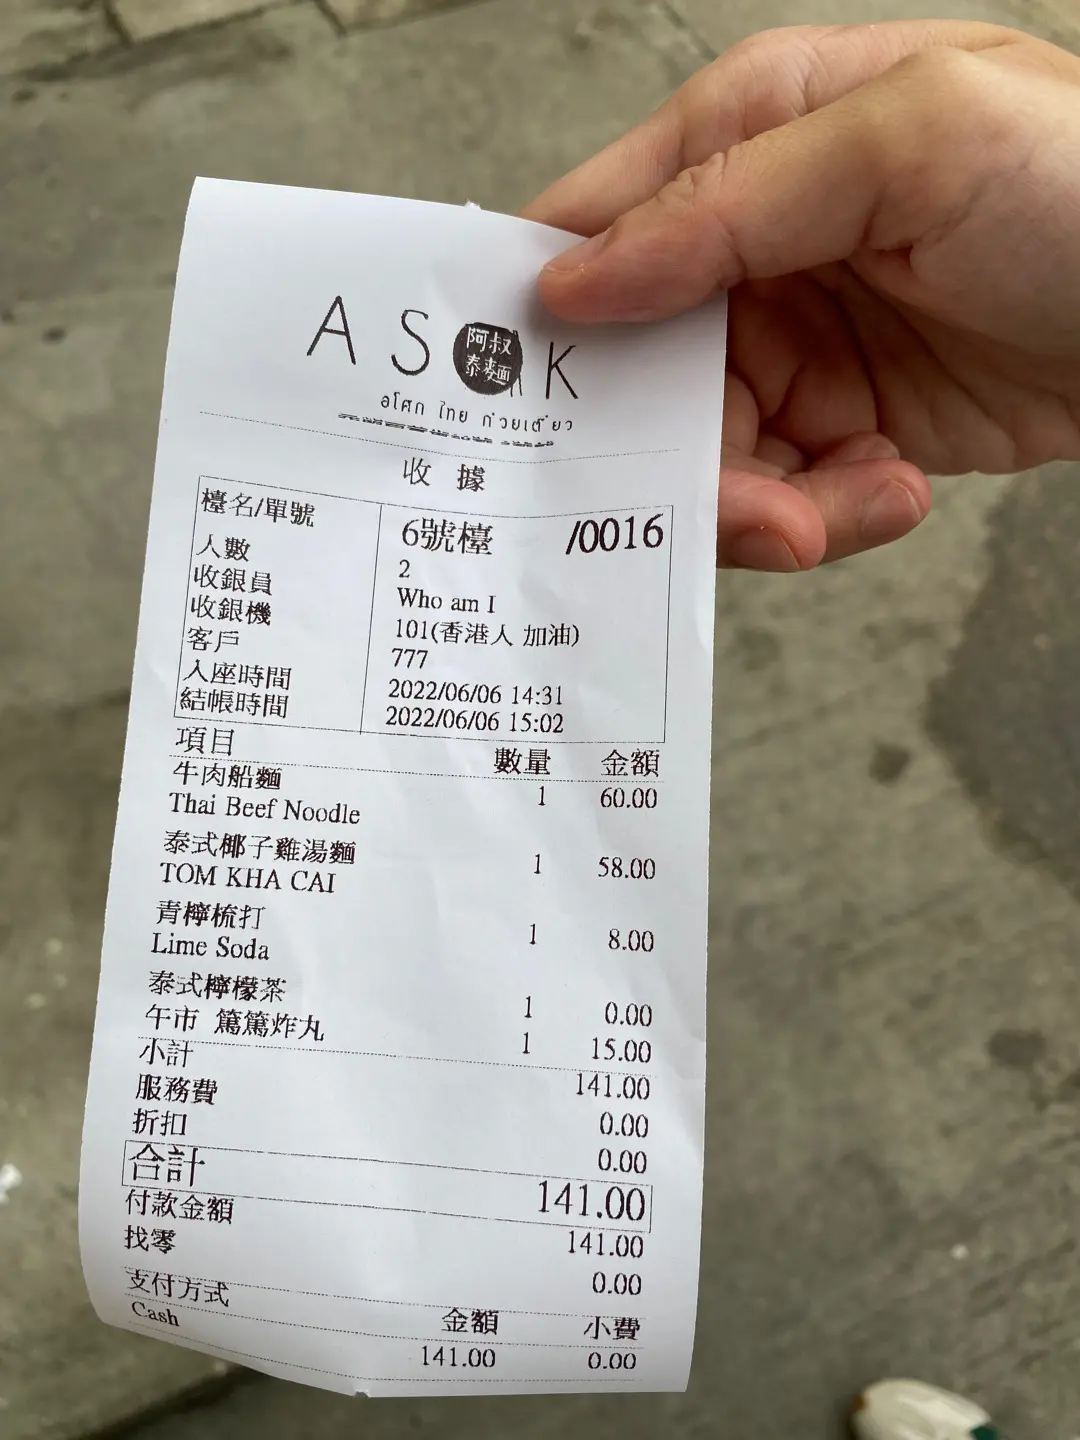 ASOK
阿叔
泰麵
อโศก ไทย ก๋วยเตี๋ยว
收據
檯名/單號 6號檯 /0016
人數 2
收銀員 Who am I
收銀機 101(香港人 加油)
客戶 777
入座時間 2022/06/06 14:31
結帳時間 2022/06/06 15:02
項目 數量 金額
牛肉船麵 1 60.00
Thai Beef Noodle
泰式椰子雞湯麵 1 58.00
TOM KHA CAI
青檸梳打 1 8.00
Lime Soda
泰式檸檬茶 1 0.00
午市 篤篤炸丸 1 15.00
小計 141.00
服務費 0.00
折扣 0.00
合計 141.00
付款金額 141.00
找零 0.00
支付方式 金額 小費
Cash 141.00 0.00